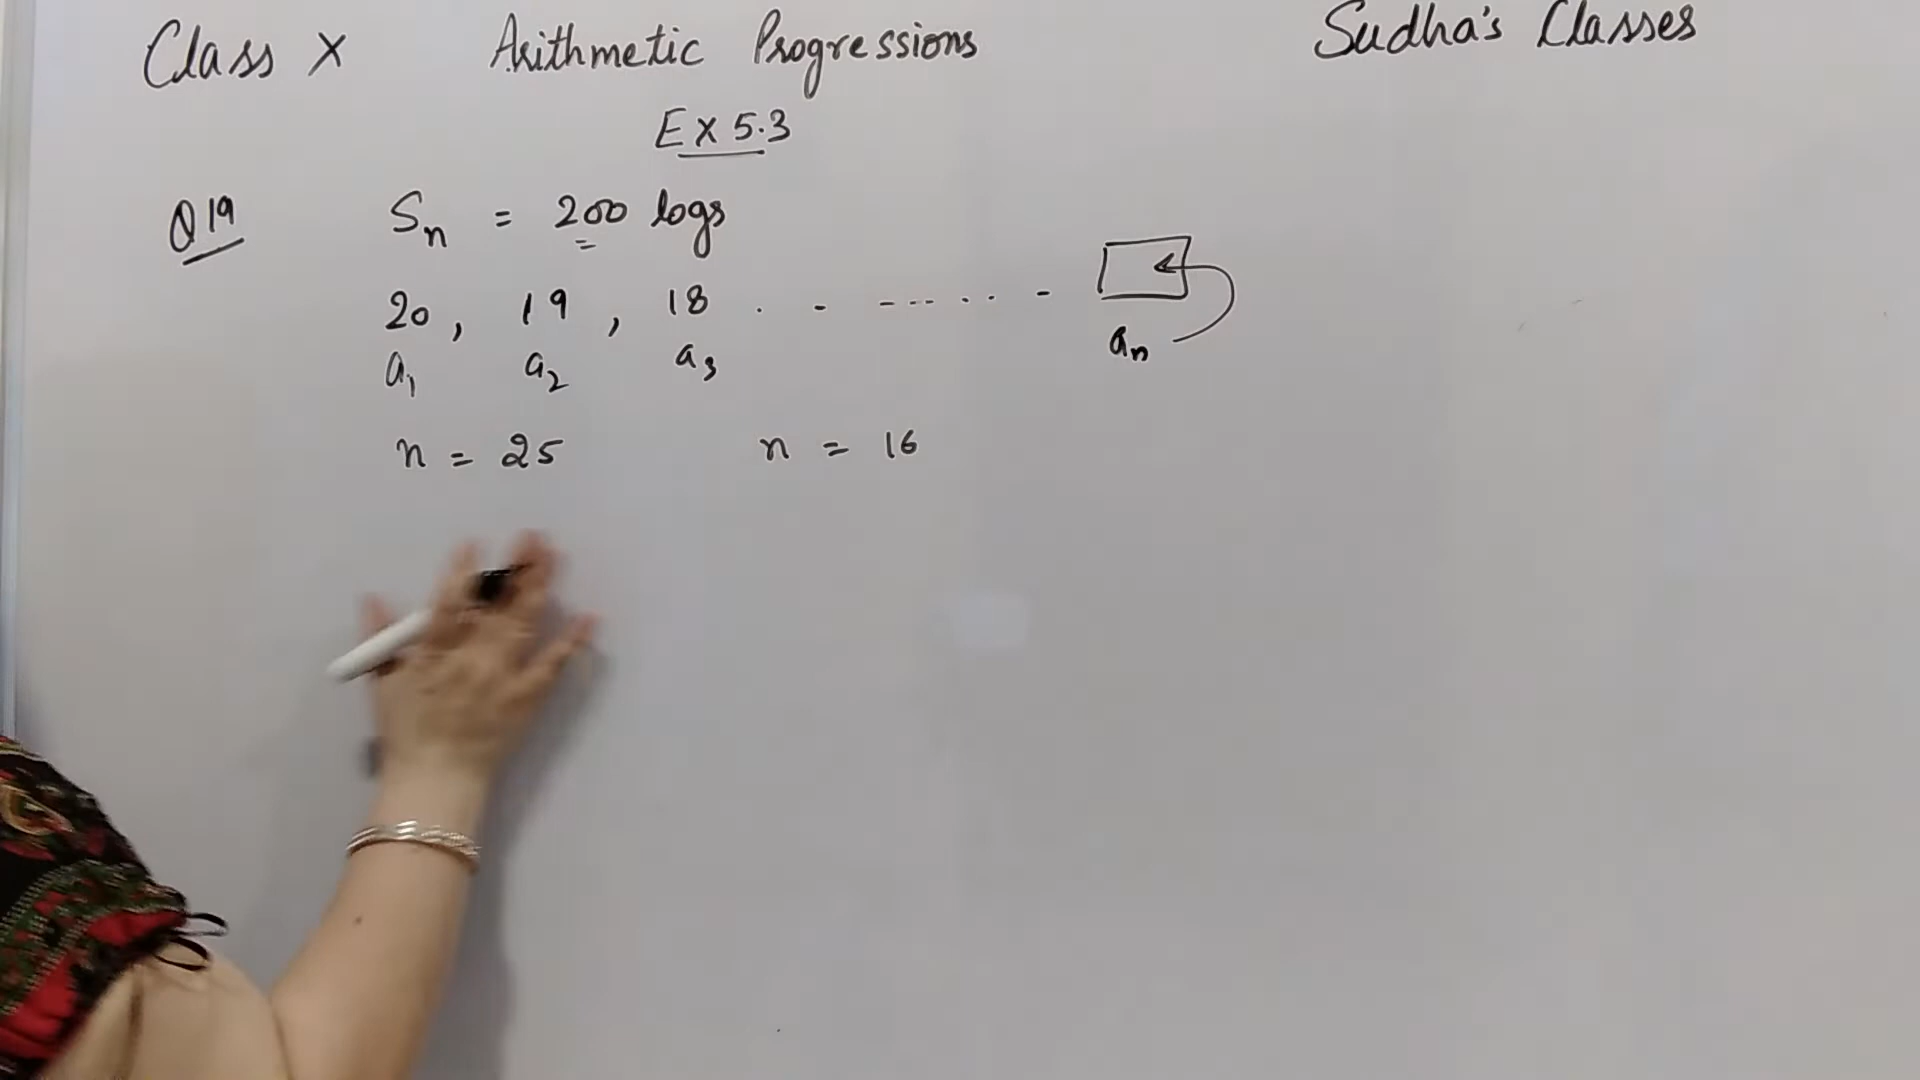 Class X Arithmetic Progressions Sudha's Classes
Ex 5.3
Q19 Sn = 200 logs
20, 19, 18 . - - - - - . . -
a1 a2 a3 an
n = 25 n = 16